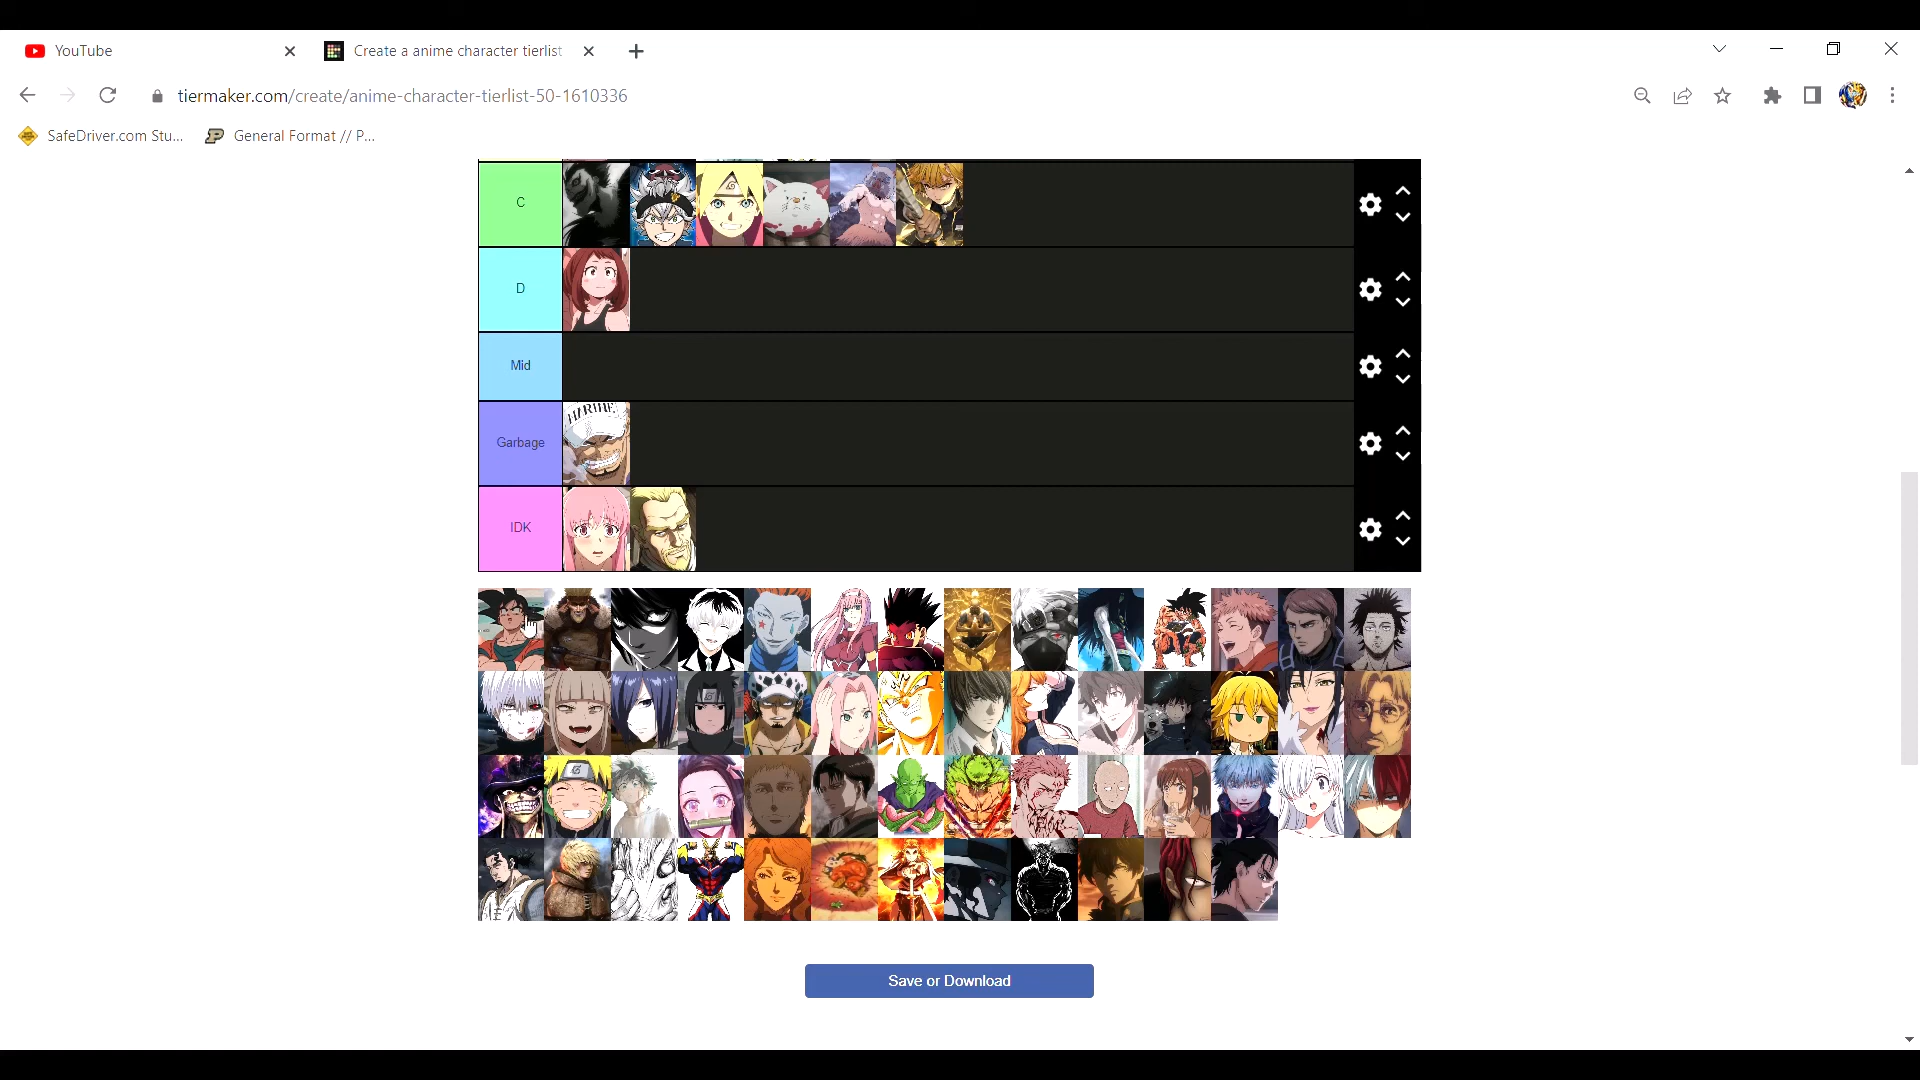 YouTube
Create a anime character tierlist
tiermaker.com/create/anime-character-tierlist-50-1610336
SafeDriver.com Stu...
General Format // P...
C
D
Mid
Garbage
MARINE
IDK
Save or Download